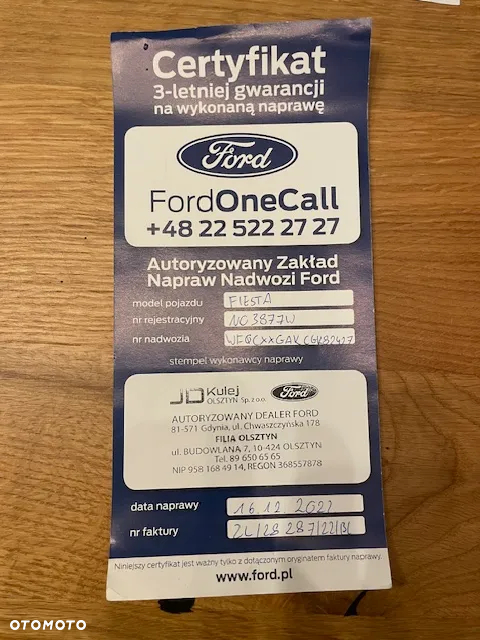 Certyfikat
3-letniej gwarancji
na wykonaną naprawę
Ford
FordOneCall
+48 22 522 27 27
Autoryzowany Zakład
Napraw Nadwozi Ford
model pojazdu FIESTA
nr rejestracyjny NO3877W
nr nadwozia
stempel wykonawcy naprawy
JD Kulej Ford
OLSZTYN Sp. z o.o.
AUTORYZOWANY DEALER FORD
81-571 Gdynia, ul. Chwaszczyńska 178
FILIA OLSZTYN
ul. BUDOWLANA 7, 10-424 OLSZTYN
Tel. 89 650 65 65
NIP 958 168 49 14, REGON 368557878
data naprawy 16.12.2022
nr faktury
Niniejszy certyfikat jest ważny tylko z dołączonym oryginałem faktury naprawy.
www.ford.pl
OTOMOTO